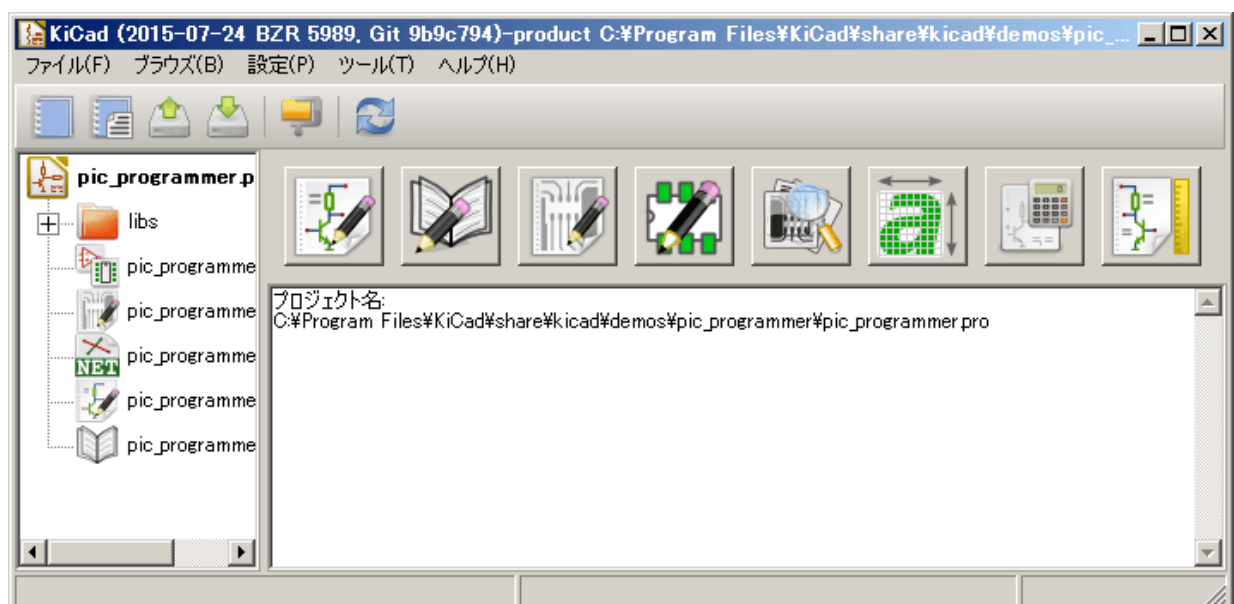 KiCad (2015-07-24 BZR 5989, Git 9b9c794)-product C:¥Program Files¥KiCad¥share¥kicad¥demos¥pic_...
ファイル(F) ブラウズ(B) 設定(P) ツール(T) ヘルプ(H)
pic_programmer.p
libs
pic_programme
pic_programme
NET pic_programme
pic_programme
pic_programme
プロジェクト名:
C:¥Program Files¥KiCad¥share¥kicad¥demos¥pic_programmer¥pic_programmer.pro
a